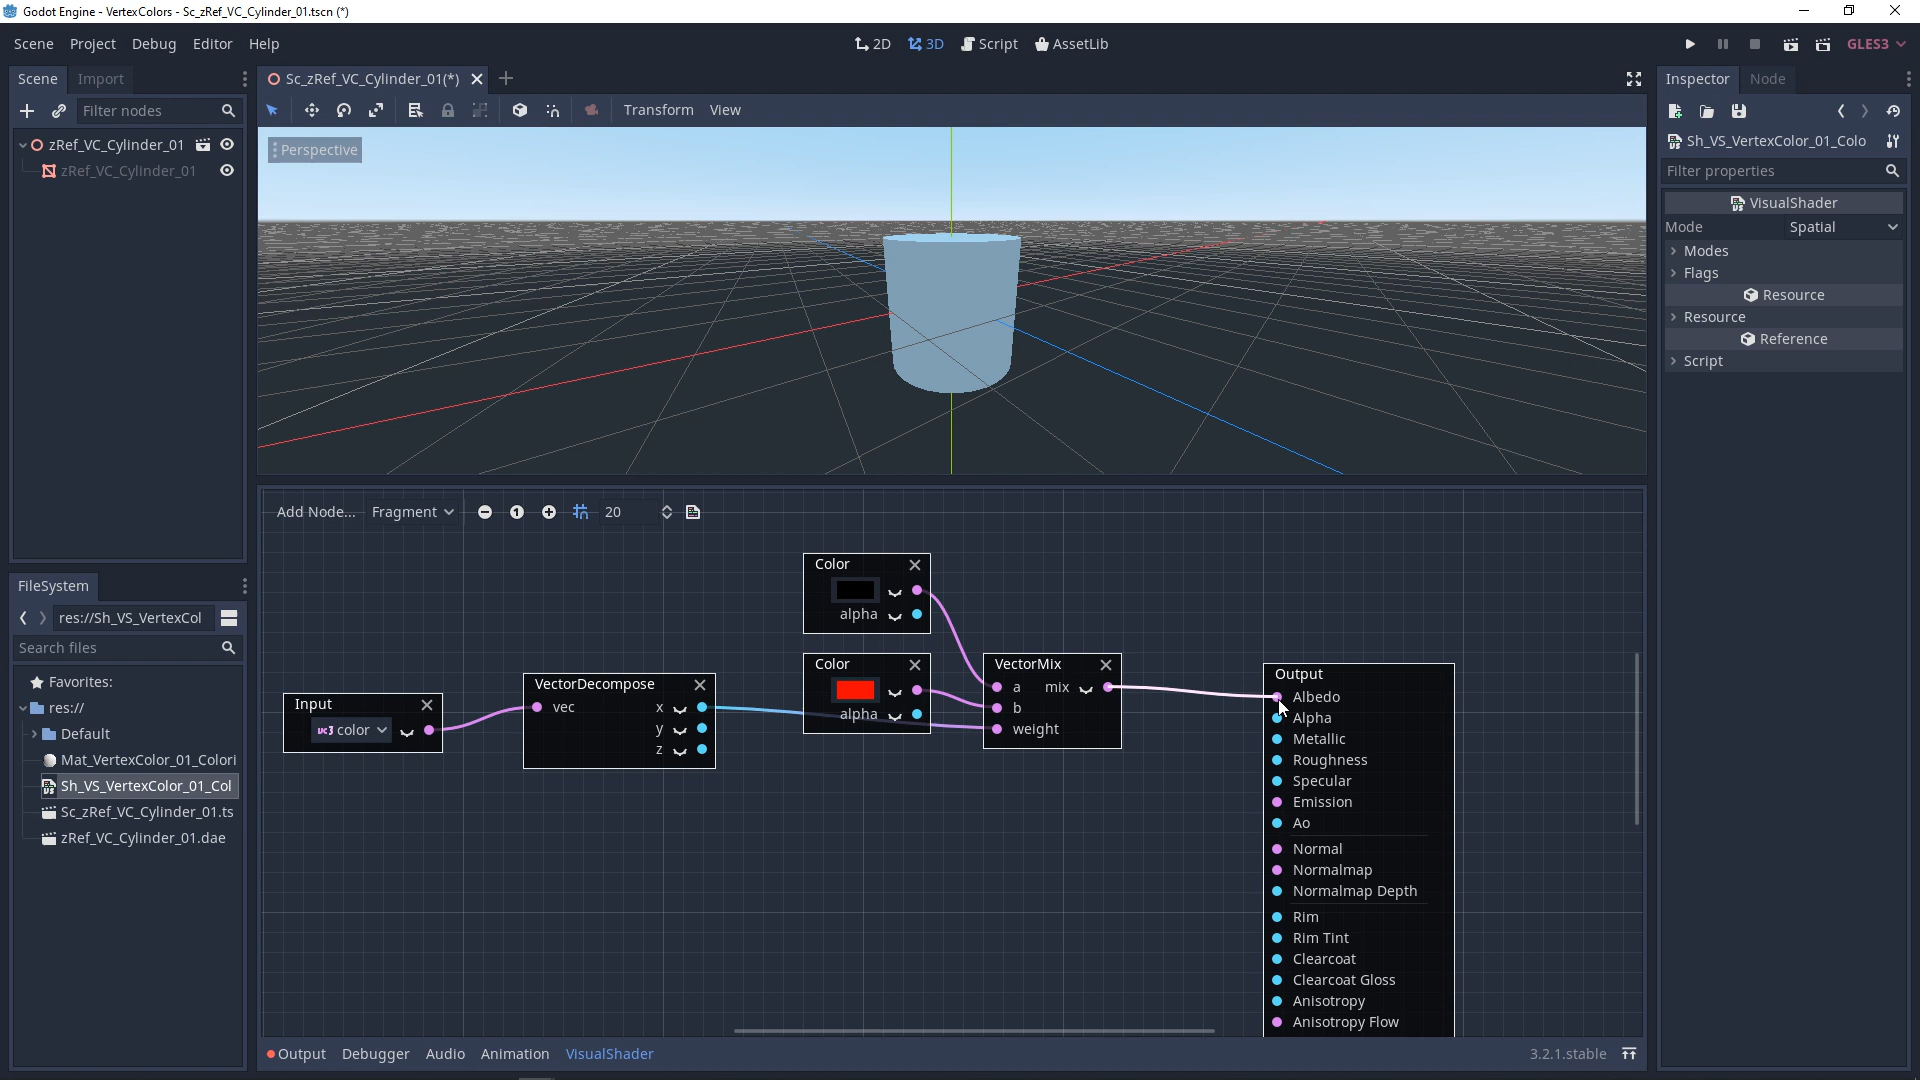 Godot Engine - VertexColors - Sc_zRef_VC_Cylinder_01.tscn (*)
Scene Project Debug Editor Help
2D 3D Script AssetLib
GLES3
Scene Import
Filter nodes
zRef_VC_Cylinder_01
zRef_VC_Cylinder_01
Sc_zRef_VC_Cylinder_01(*)
Transform View
Perspective
Add Node... Fragment 1 20
Input
vc3 color
VectorDecompose
vec x
y
z
Color
alpha
Color
alpha
VectorMix
a mix
b
weight
Output
Albedo
Alpha
Metallic
Roughness
Specular
Emission
Ao
Normal
Normalmap
Normalmap Depth
Rim
Rim Tint
Clearcoat
Clearcoat Gloss
Anisotropy
Anisotropy Flow
Output Debugger Audio Animation VisualShader
3.2.1.stable
FileSystem
res://Sh_VS_VertexCol
Search files
Favorites:
res://
Default
Mat_VertexColor_01_Colori
Sh_VS_VertexColor_01_Col
Sc_zRef_VC_Cylinder_01.ts
zRef_VC_Cylinder_01.dae
Inspector Node
Sh_VS_VertexColor_01_Colo
Filter properties
VisualShader
Mode Spatial
Modes
Flags
Resource
Resource
Reference
Script